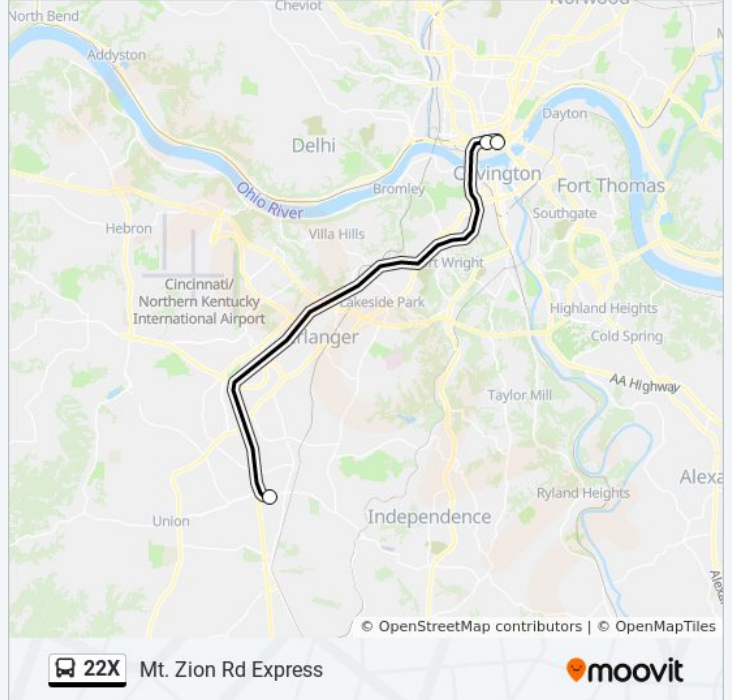 North Bend
Cheviot
Norwood
Addyston
Dayton
Delhi
Covington
Bromley
Fort Thomas
Ohio River
Southgate
Hebron
Villa Hills
Fort Wright
Cincinnati/
Northern Kentucky
International Airport
Lakeside Park
Highland Heights
Erlanger
Cold Spring
AA Highway
Taylor Mill
Alexa
Ryland Heights
Union
Independence
Alexa
© OpenStreetMap contributors | © OpenMapTiles
22X Mt. Zion Rd Express
moovit